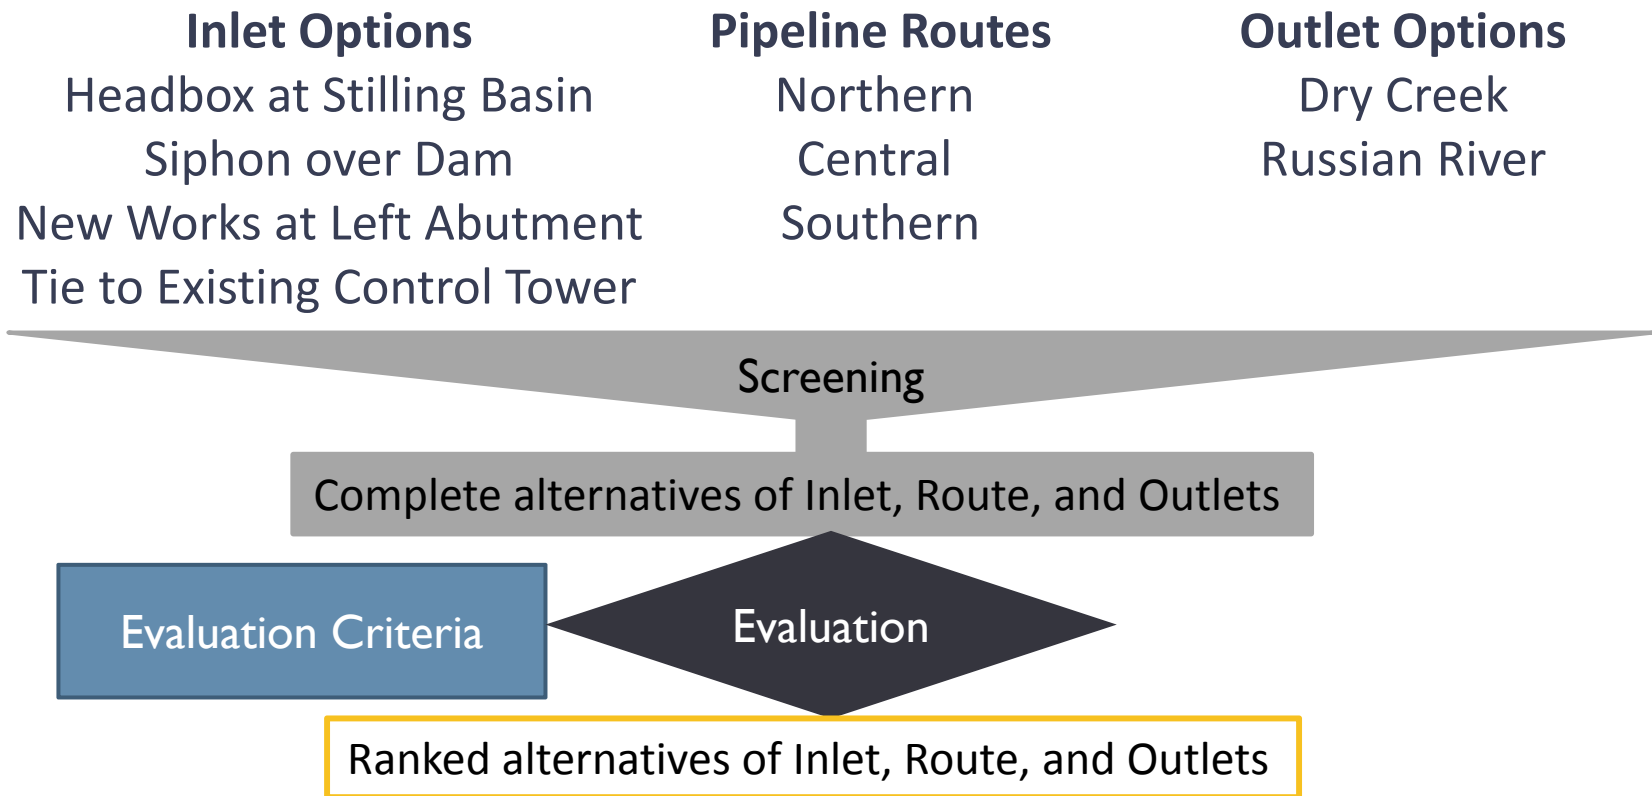 Inlet Options
Headbox at Stilling Basin
Siphon over Dam
New Works at Left Abutment
Tie to Existing Control Tower
Pipeline Routes
Northern
Central
Southern
Outlet Options
Dry Creek
Russian River
Screening
Complete alternatives of Inlet, Route, and Outlets
Evaluation Criteria
Evaluation
Ranked alternatives of Inlet, Route, and Outlets